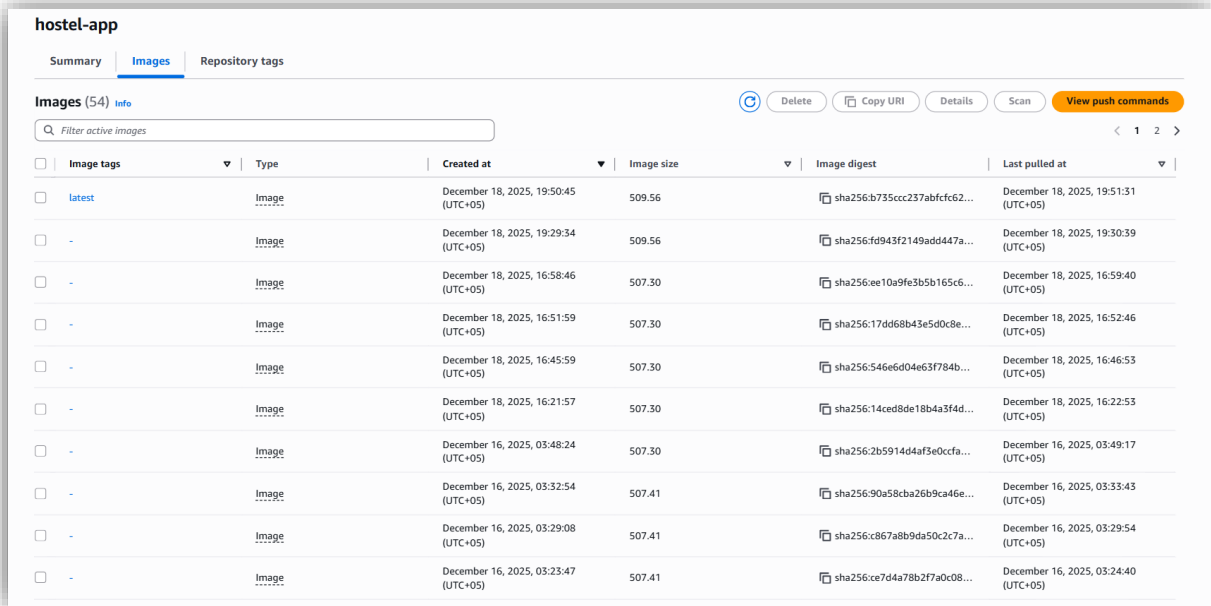 hostel-app
Summary Images Repository tags
Images (54) Info Delete Copy URI Details Scan View push commands
Filter active images 1 2
Image tags Type Created at Image size Image digest Last pulled at
latest Image December 18, 2025, 19:50:45 (UTC+05) 509.56 sha256:b735ccc237abfcfc62... December 18, 2025, 19:51:31 (UTC+05)
- Image December 18, 2025, 19:29:34 (UTC+05) 509.56 sha256:fd943f2149add447a... December 18, 2025, 19:30:39 (UTC+05)
- Image December 18, 2025, 16:58:46 (UTC+05) 507.30 sha256:ee10a9fe3b5b165c6... December 18, 2025, 16:59:40 (UTC+05)
- Image December 18, 2025, 16:51:59 (UTC+05) 507.30 sha256:17dd68b43e5d0c8e... December 18, 2025, 16:52:46 (UTC+05)
- Image December 18, 2025, 16:45:59 (UTC+05) 507.30 sha256:546e6d04e63f784b... December 18, 2025, 16:46:53 (UTC+05)
- Image December 18, 2025, 16:21:57 (UTC+05) 507.30 sha256:14ced8de18b4a3f4d... December 18, 2025, 16:22:53 (UTC+05)
- Image December 16, 2025, 03:48:24 (UTC+05) 507.30 sha256:2b5914d4af3e0ccfa... December 16, 2025, 03:49:17 (UTC+05)
- Image December 16, 2025, 03:32:54 (UTC+05) 507.41 sha256:90a58cba26b9ca46e... December 16, 2025, 03:33:43 (UTC+05)
- Image December 16, 2025, 03:29:08 (UTC+05) 507.41 sha256:c867a8b9da50c2c7a... December 16, 2025, 03:29:54 (UTC+05)
- Image December 16, 2025, 03:23:47 (UTC+05) 507.41 sha256:ce7d4a78b2f7a0c08... December 16, 2025, 03:24:40 (UTC+05)